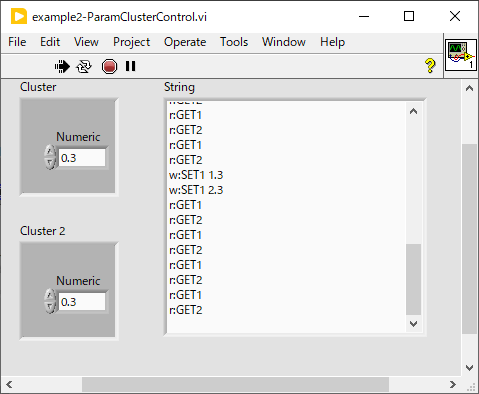 example2-ParamClusterControl.vi
File Edit View Project Operate Tools Window Help
?
1
Cluster
Numeric
0.3
Cluster 2
Numeric
0.3
String
r:GET2
r:GET1
r:GET2
r:GET1
r:GET2
w:SET1 1.3
w:SET1 2.3
r:GET1
r:GET2
r:GET1
r:GET2
r:GET1
r:GET2
r:GET1
r:GET2